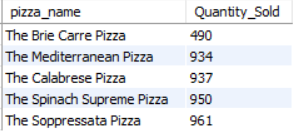 pizza_name Quantity_Sold
The Brie Carre Pizza 490
The Mediterranean Pizza 934
The Calabrese Pizza 937
The Spinach Supreme Pizza 950
The Soppressata Pizza 961